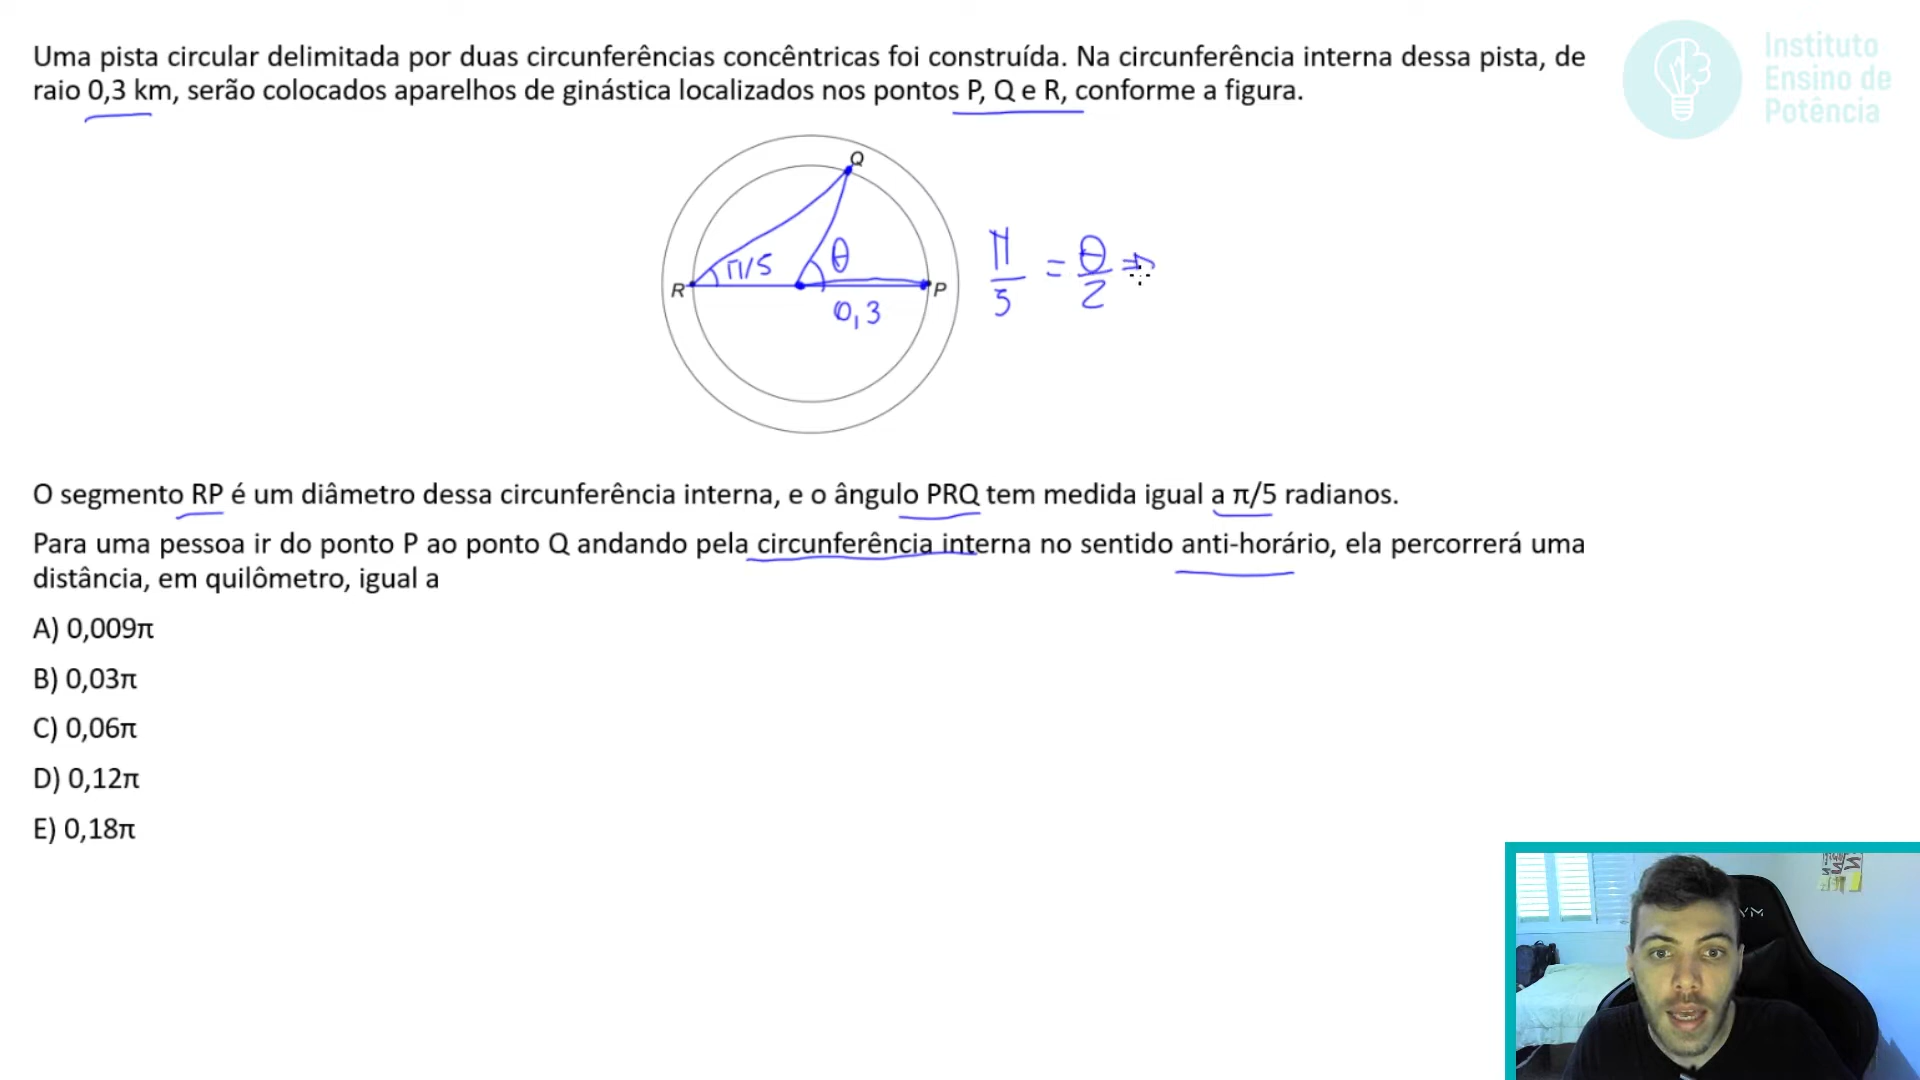 Uma pista circular delimitada por duas circunferências concêntricas foi construída. Na circunferência interna dessa pista, de
raio 0,3 km, serão colocados aparelhos de ginástica localizados nos pontos P, Q e R, conforme a figura.
Instituto
Ensino de
Potência
Q
π/5
θ
R
P
0,3
π/5 = θ/2 ⇒
O segmento RP é um diâmetro dessa circunferência interna, e o ângulo PRQ tem medida igual a π/5 radianos.
Para uma pessoa ir do ponto P ao ponto Q andando pela circunferência interna no sentido anti-horário, ela percorrerá uma
distância, em quilômetro, igual a
A) 0,009π
B) 0,03π
C) 0,06π
D) 0,12π
E) 0,18π